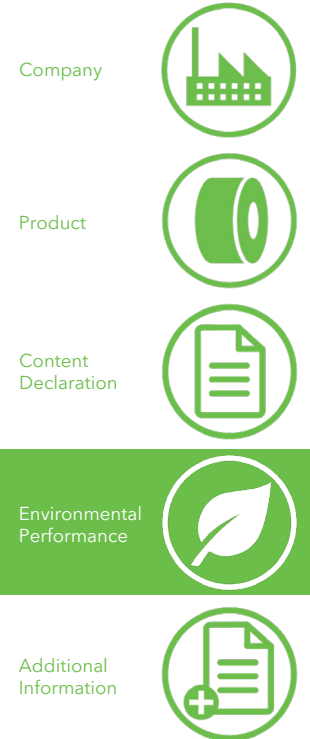 Company
Product
Content
Declaration
Environmental
Performance
Additional
Information